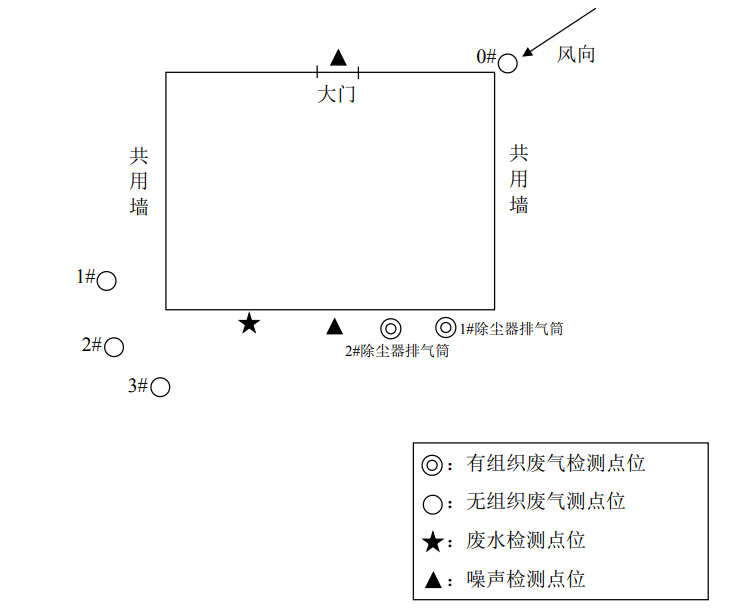 0#
风向
大门
共用墙
共用墙
1#
2#
3#
1#除尘器排气筒
2#除尘器排气筒
：有组织废气检测点位
：无组织废气测点位
：废水检测点位
：噪声检测点位